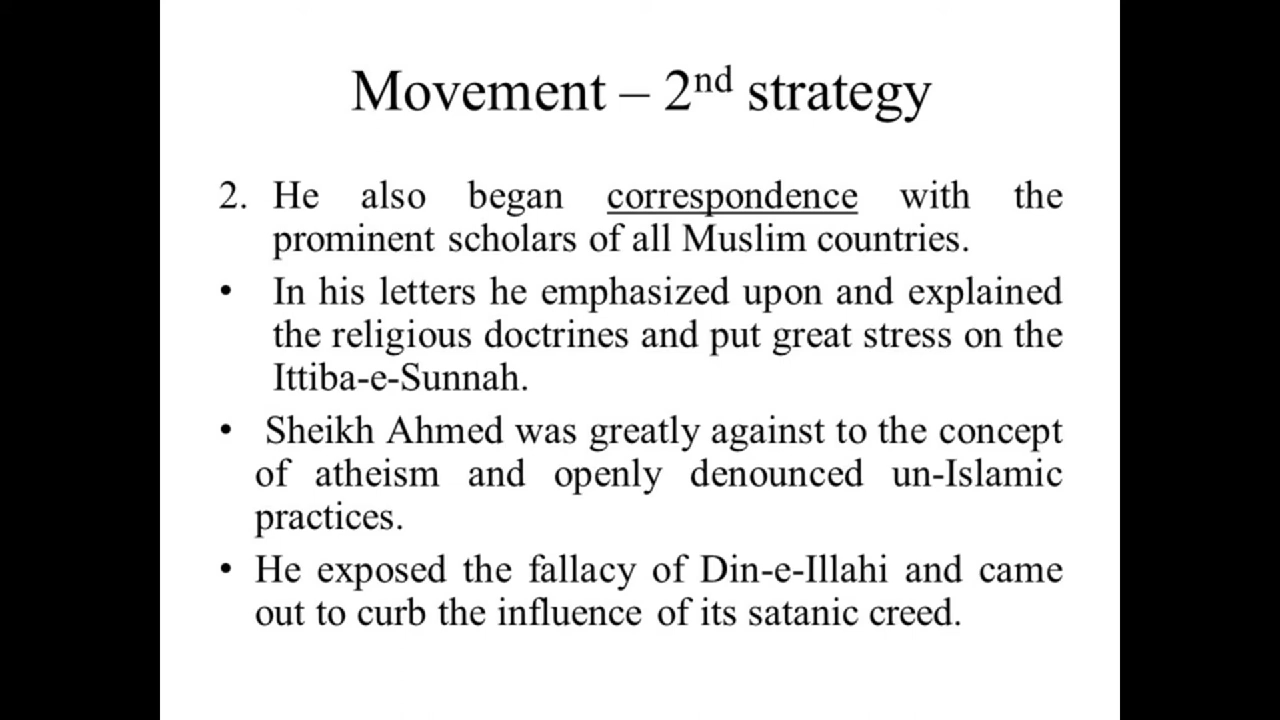 Movement – 2nd strategy
2. He also began correspondence with the
prominent scholars of all Muslim countries.
• In his letters he emphasized upon and explained
the religious doctrines and put great stress on the
Ittiba-e-Sunnah.
• Sheikh Ahmed was greatly against to the concept
of atheism and openly denounced un-Islamic
practices.
• He exposed the fallacy of Din-e-Illahi and came
out to curb the influence of its satanic creed.